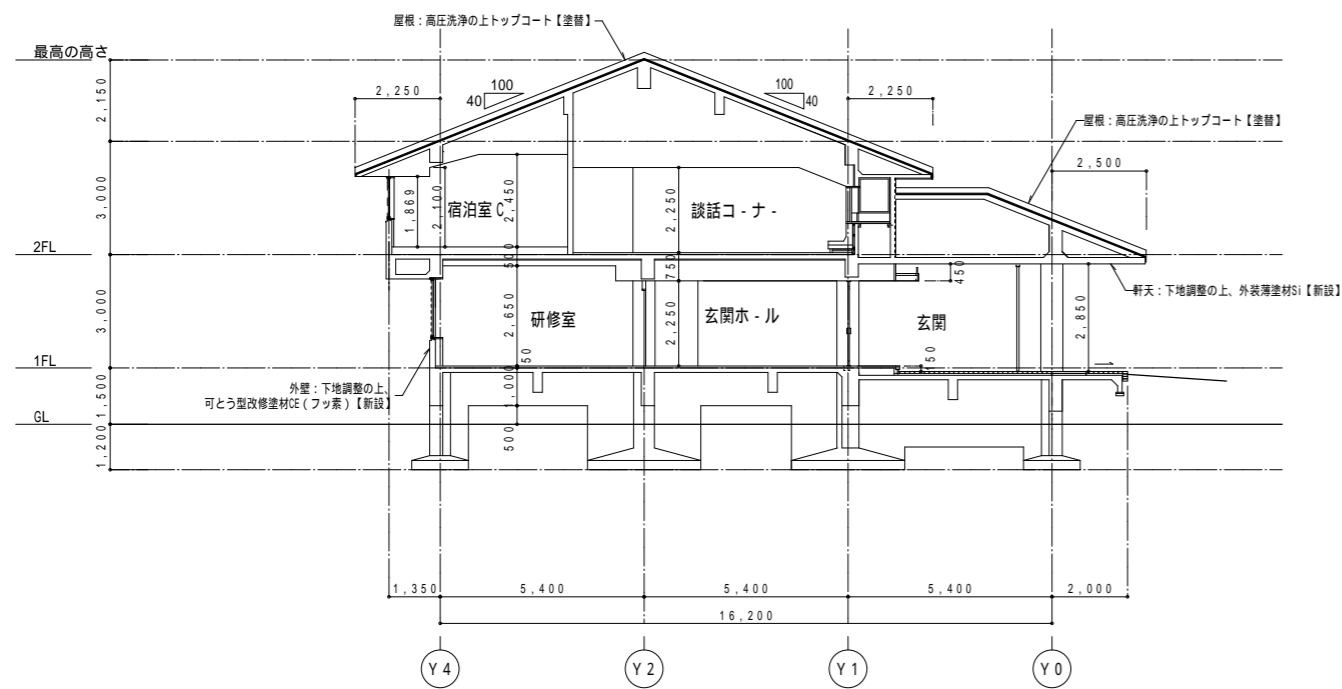 屋根：高圧洗浄の上トップコート【塗替】
最高の高さ
2,150
2,250
100
40
100
40
2,250
屋根：高圧洗浄の上トップコート【塗替】
2,500
3,000
1,869
2,100
宿泊室C
2,450
2,250
談話コ-ナ-
2FL
500
750
450
軒天：下地調整の上、外装薄塗材Si【新設】
3,000
2,650
研修室
2,250
玄関ホ-ル
玄関
2,850
1FL
50
150
外壁：下地調整の上、
可とう型改修塗材CE（フッ素）【新設】
1,500
1,000
GL
500
1,200
1,350
5,400
5,400
5,400
2,000
16,200
Y4
Y2
Y1
Y0